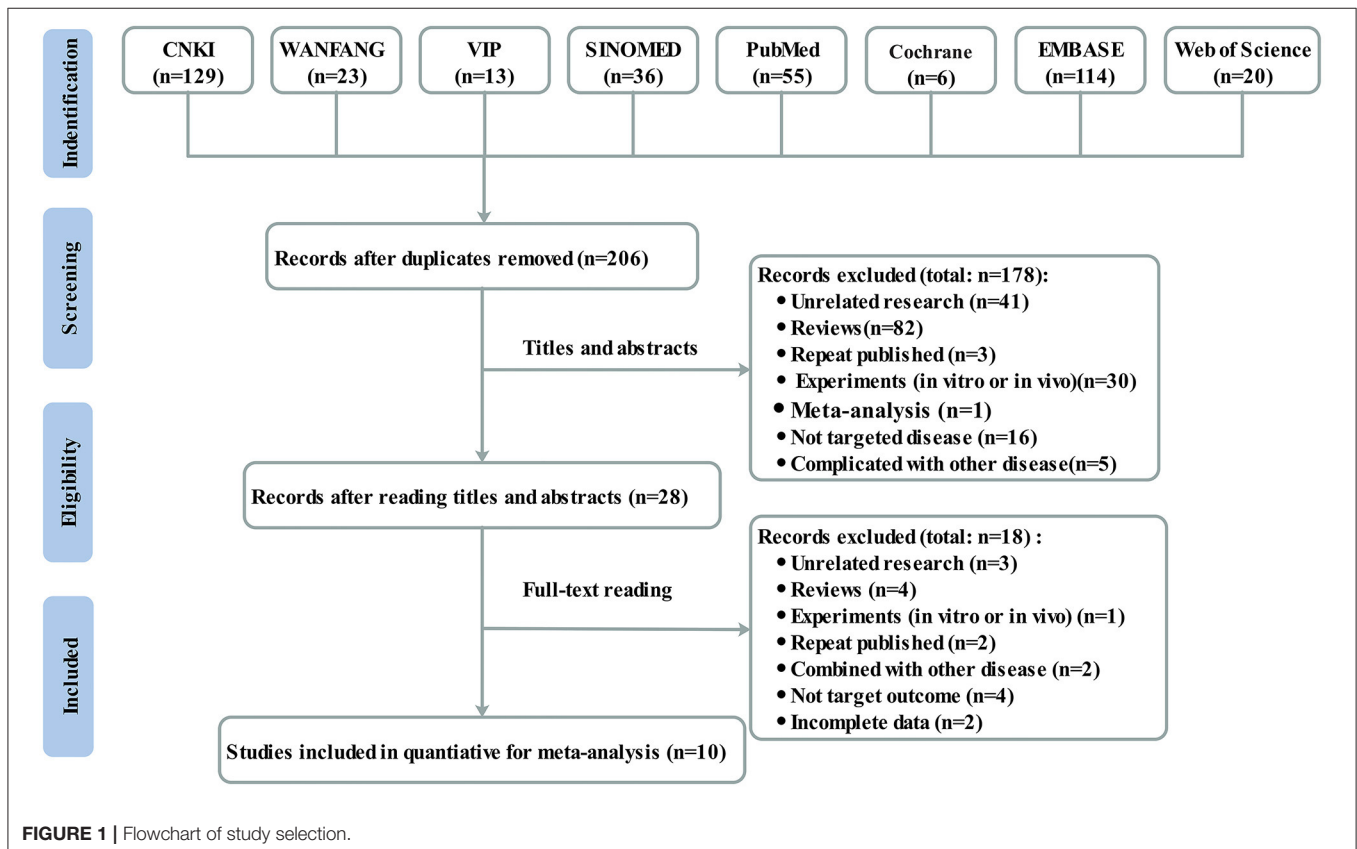 Indentification
CNKI
(n=129)
WANFANG
(n=23)
VIP
(n=13)
SINOMED
(n=36)
PubMed
(n=55)
Cochrane
(n=6)
EMBASE
(n=114)
Web of Science
(n=20)
Screening
Records after duplicates removed (n=206)
Titles and abstracts
Records excluded (total: n=178):
• Unrelated research (n=41)
• Reviews(n=82)
• Repeat published (n=3)
• Experiments (in vitro or in vivo)(n=30)
• Meta-analysis (n=1)
• Not targeted disease (n=16)
• Complicated with other disease(n=5)
Eligibility
Records after reading titles and abstracts (n=28)
Full-text reading
Records excluded (total: n=18) :
• Unrelated research (n=3)
• Reviews (n=4)
• Experiments (in vitro or in vivo) (n=1)
• Repeat published (n=2)
• Combined with other disease (n=2)
• Not target outcome (n=4)
• Incomplete data (n=2)
Included
Studies included in quantiative for meta-analysis (n=10)
FIGURE 1 | Flowchart of study selection.